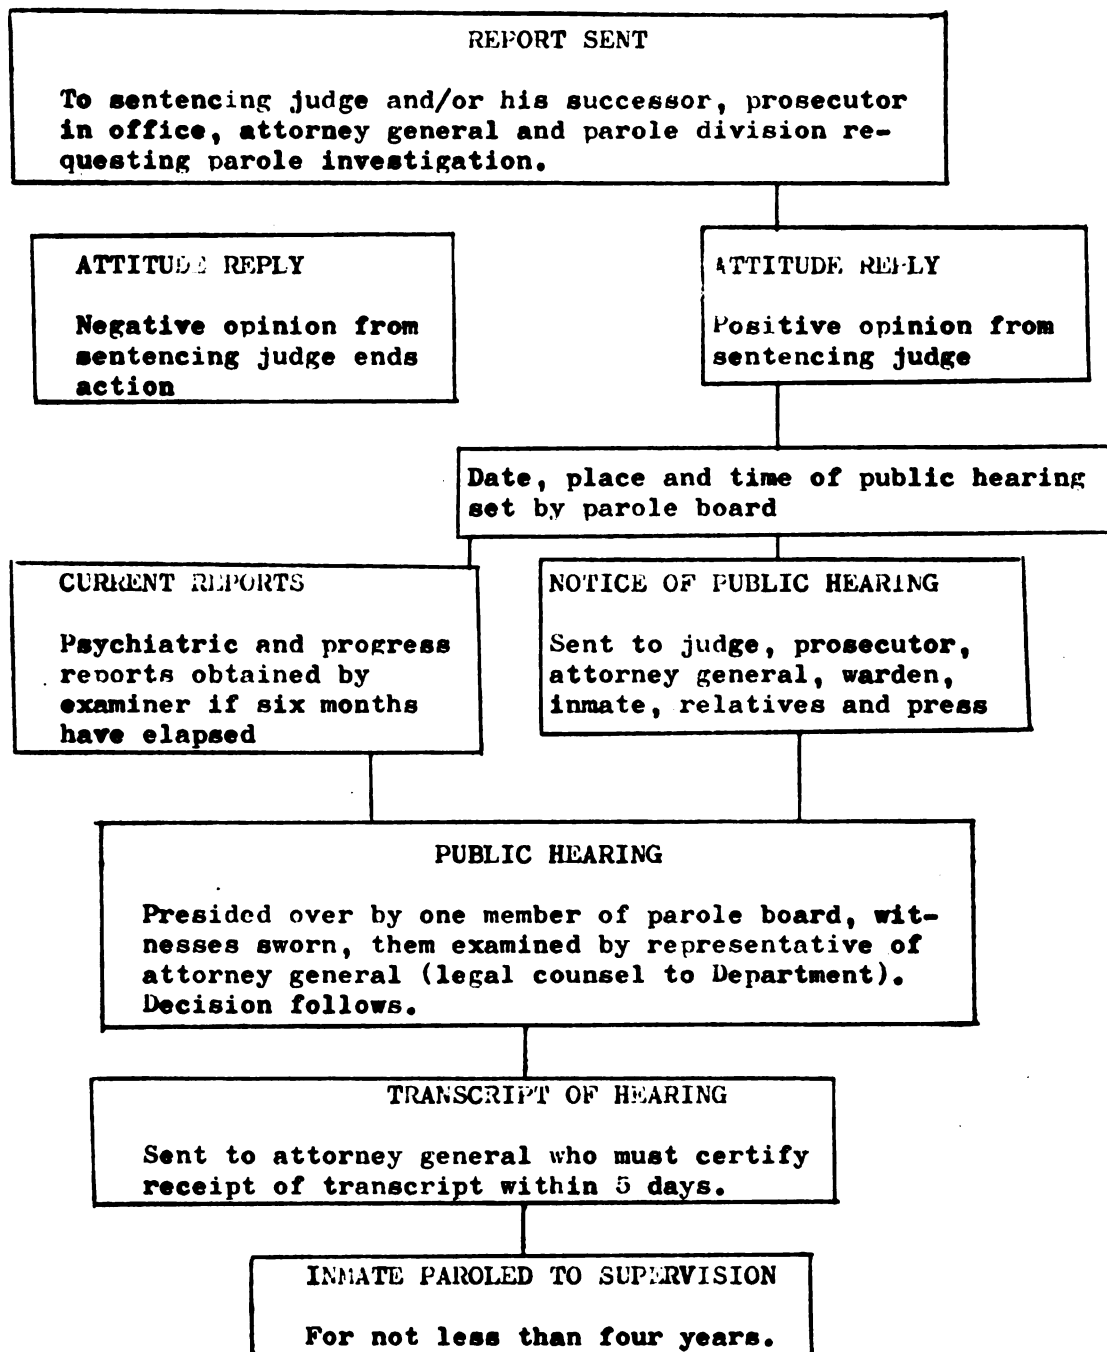 REPORT SENT
To sentencing judge and/or his successor, prosecutor
in office, attorney general and parole division re-
questing parole investigation.
ATTITUDE REPLY
Negative opinion from
sentencing judge ends
action
ATTITUDE REPLY
Positive opinion from
sentencing judge
Date, place and time of public hearing
set by parole board
CURRENT REPORTS
Psychiatric and progress
reports obtained by
examiner if six months
have elapsed
NOTICE OF PUBLIC HEARING
Sent to judge, prosecutor,
attorney general, warden,
inmate, relatives and press
PUBLIC HEARING
Presided over by one member of parole board, wit-
nesses sworn, them examined by representative of
attorney general (legal counsel to Department).
Decision follows.
TRANSCRIPT OF HEARING
Sent to attorney general who must certify
receipt of transcript within 5 days.
INMATE PAROLED TO SUPERVISION
For not less than four years.